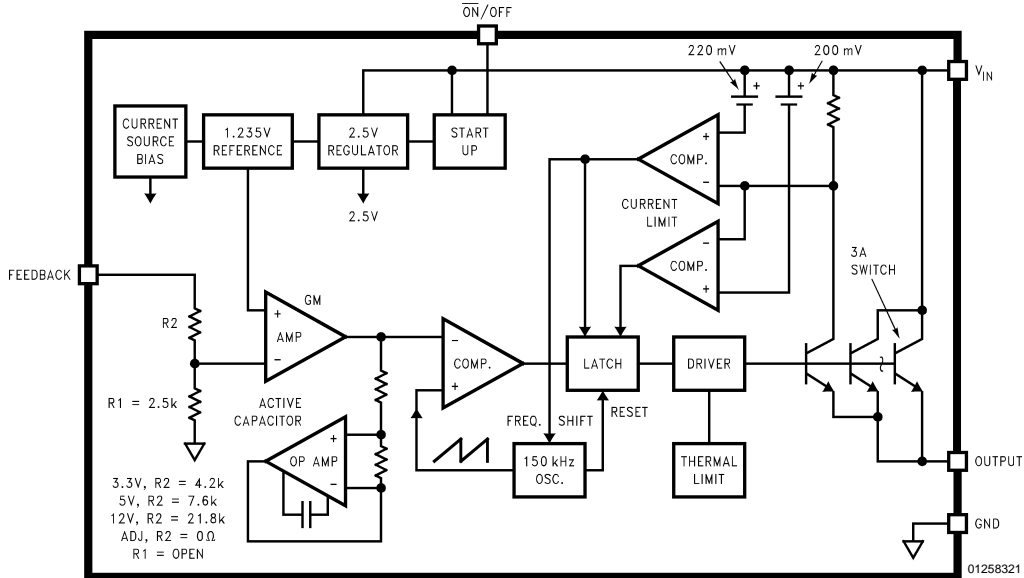 ON/OFF
220 mV
200 mV
VIN
CURRENT
SOURCE
BIAS
1.235V
REFERENCE
2.5V
REGULATOR
START
UP
2.5V
+
+
+
COMP.
−
CURRENT
LIMIT
−
COMP.
+
3A
SWITCH
FEEDBACK
R2
R1 = 2.5k
GM
+
AMP
−
ACTIVE
CAPACITOR
+
OP AMP
−
−
COMP.
+
LATCH
DRIVER
FREQ. SHIFT
RESET
150 kHz
OSC.
THERMAL
LIMIT
OUTPUT
GND
3.3V, R2 = 4.2k
5V, R2 = 7.6k
12V, R2 = 21.8k
ADJ, R2 = 0Ω
R1 = OPEN
01258321